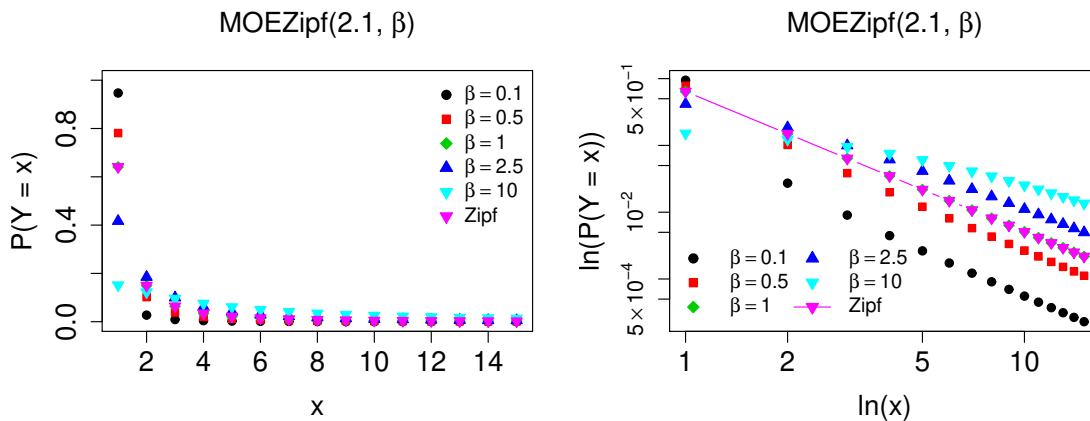 MOEZipf(2.1, β)
P(Y = x)
0.0 0.4 0.8
β = 0.1
β = 0.5
β = 1
β = 2.5
β = 10
Zipf
2 4 6 8 10 12 14
x
MOEZipf(2.1, β)
ln(P(Y = x))
5 × 10⁻⁴ 10⁻² 5 × 10⁻¹
β = 0.1 β = 2.5
β = 0.5 β = 10
β = 1 Zipf
1 2 5 10
ln(x)